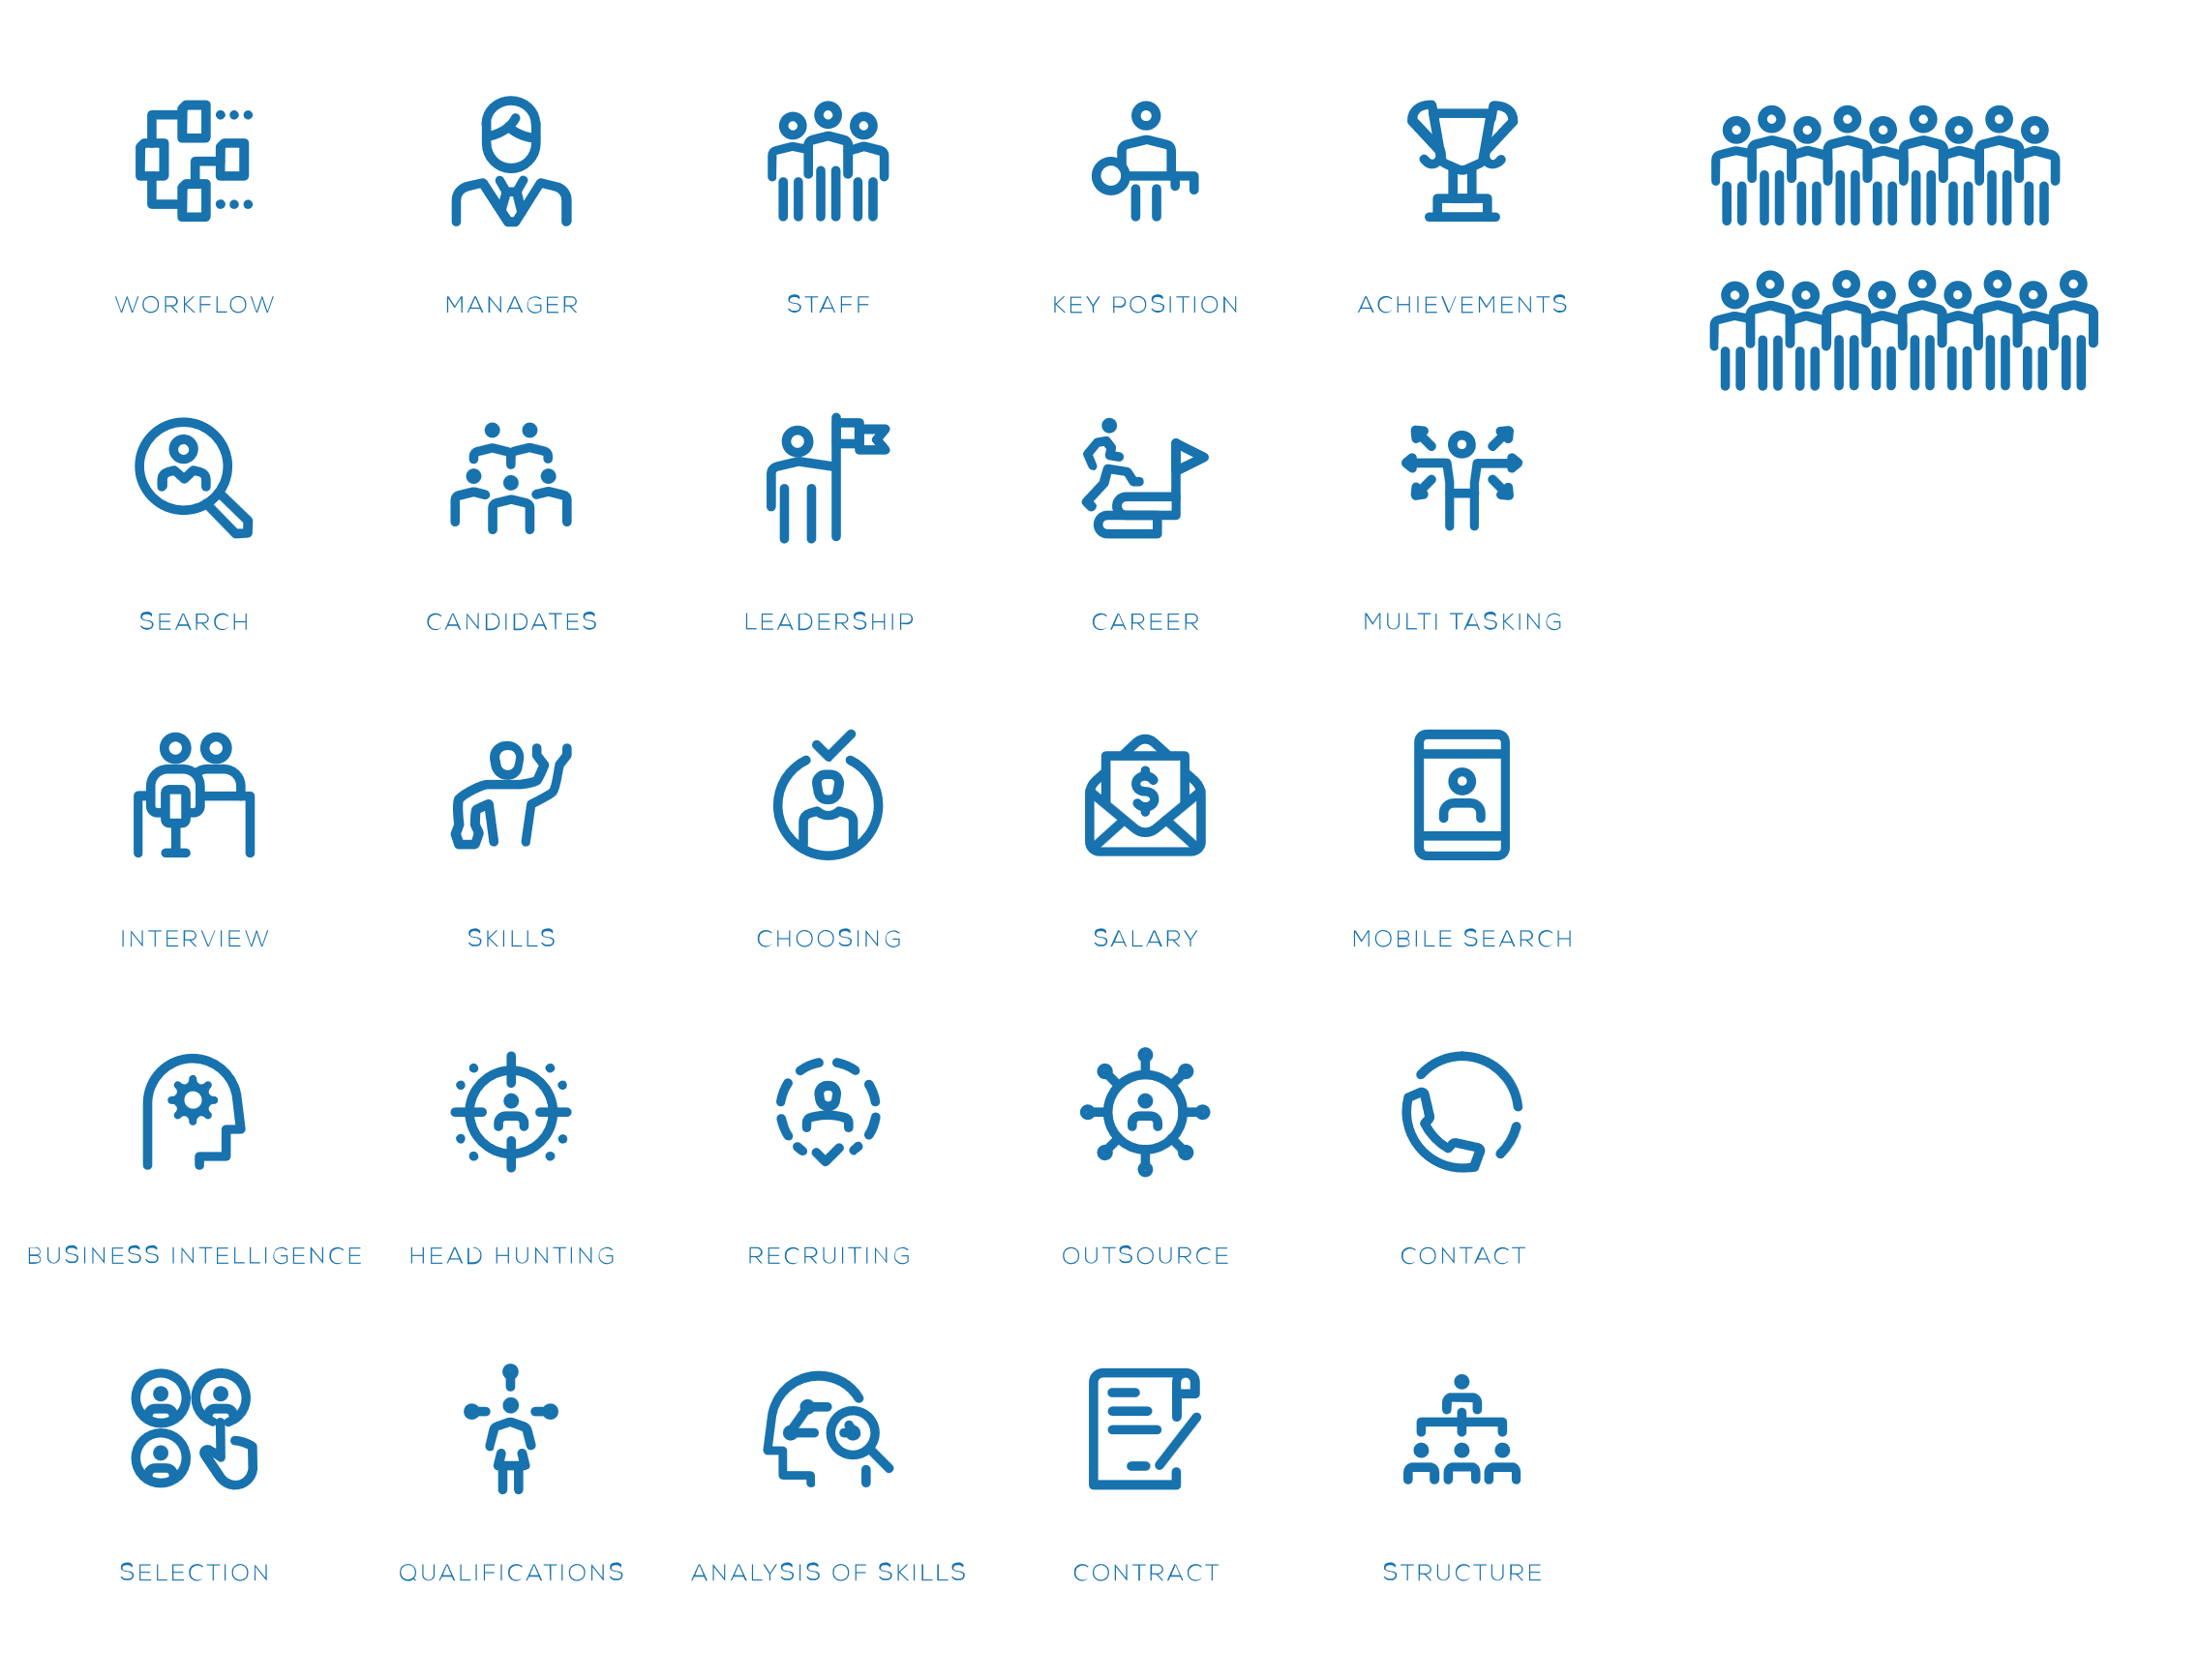 WORKFLOW
MANAGER
STAFF
KEY POSITION
ACHIEVEMENTS
SEARCH
CANDIDATES
LEADERSHIP
CAREER
MULTI TASKING
INTERVIEW
SKILLS
CHOOSING
$
SALARY
MOBILE SEARCH
BUSINESS INTELLIGENCE
HEAD HUNTING
RECRUITING
OUTSOURCE
CONTACT
SELECTION
QUALIFICATIONS
ANALYSIS OF SKILLS
CONTRACT
STRUCTURE